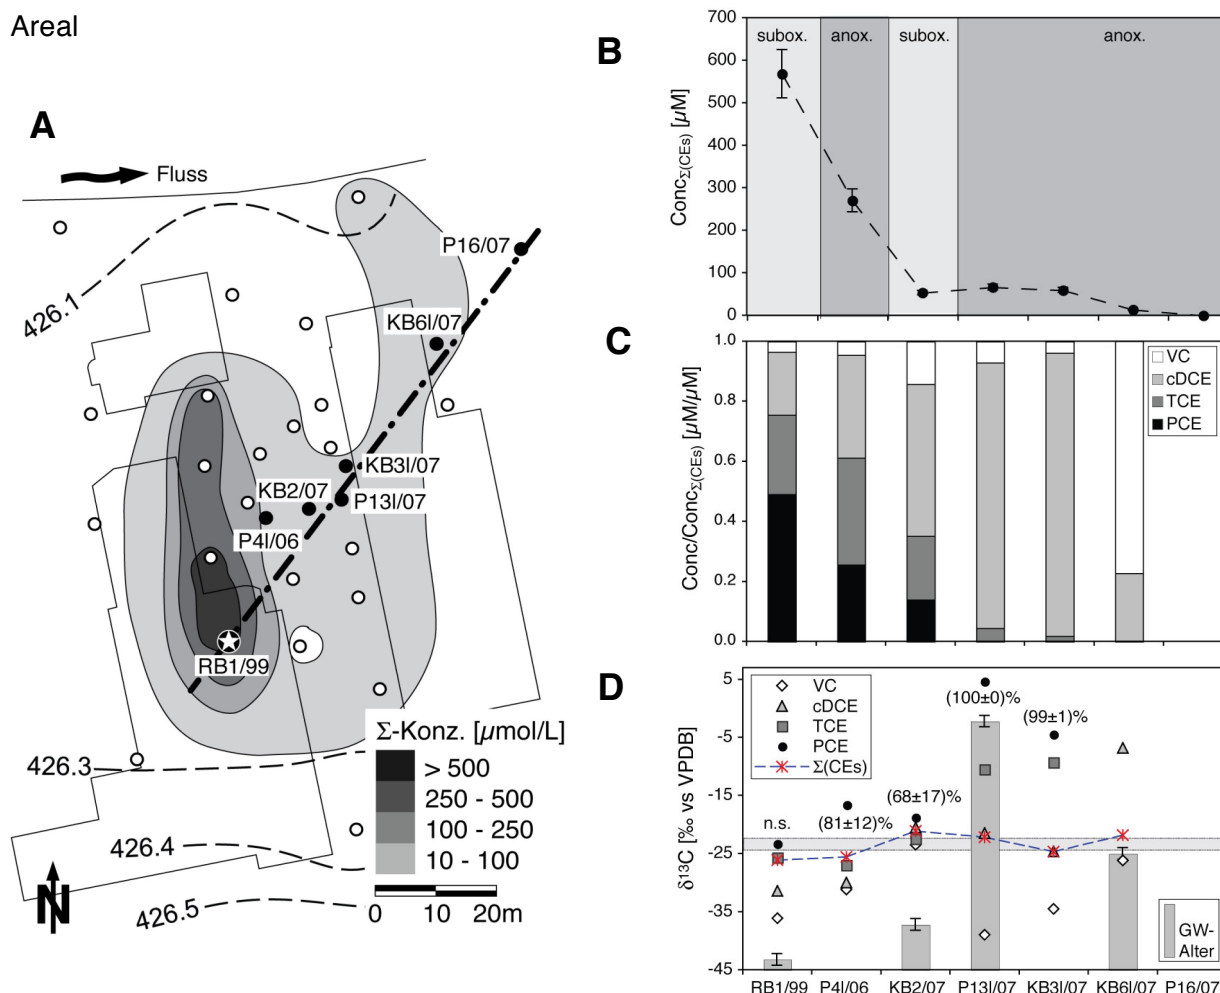 Areal
A
Fluss
P16/07
426.1
KB6I/07
KB3I/07
KB2/07
P13I/07
P4I/06
RB1/99
426.3
426.4
426.5
N
Σ-Konz. [µmol/L]
> 500
250 - 500
100 - 250
10 - 100
0 10 20m
B
Conc Σ(CEs) [µM]
700
600
500
400
300
200
100
0
subox. anox. subox. anox.
C
Conc/Conc Σ(CEs) [µM/µM]
1.0
0.8
0.6
0.4
0.2
0.0
VC
cDCE
TCE
PCE
D
δ13C [‰ vs VPDB]
5
-5
-15
-25
-35
-45
VC
cDCE
TCE
PCE
Σ(CEs)
n.s.
(81±12)%
(68±17)%
(100±0)%
(99±1)%
GW-
Alter
RB1/99 P4I/06 KB2/07 P13I/07 KB3I/07 KB6I/07 P16/07